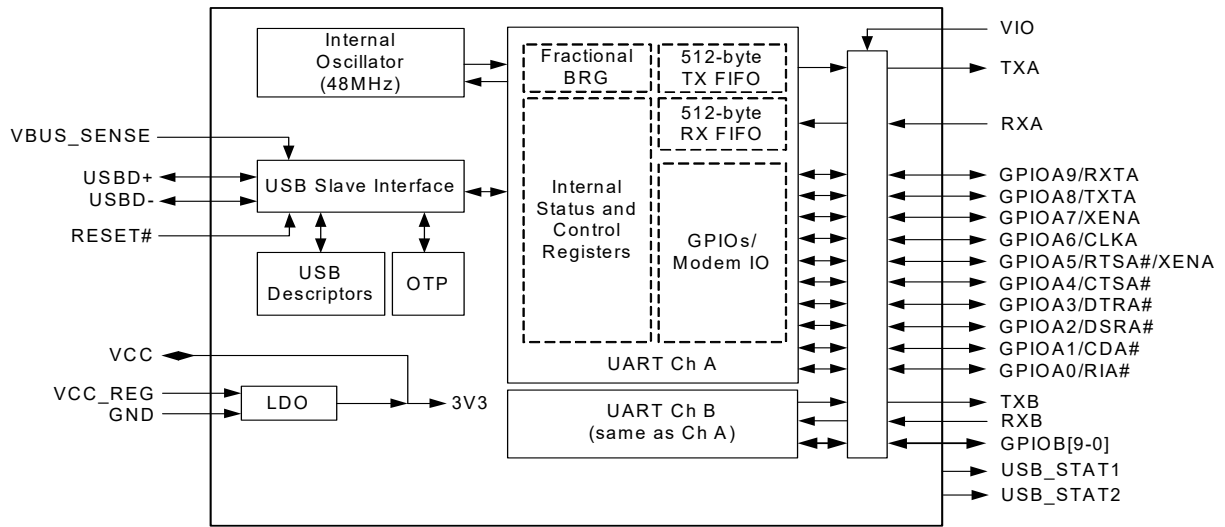 Internal
Oscillator
(48MHz)
VBUS_SENSE
USBD+
USBD-
RESET#
USB Slave Interface
USB
Descriptors
OTP
VCC
VCC_REG
GND
LDO
3V3
Fractional
BRG
512-byte
TX FIFO
512-byte
RX FIFO
Internal
Status and
Control
Registers
GPIOs/
Modem IO
UART Ch A
UART Ch B
(same as Ch A)
VIO
TXA
RXA
GPIOA9/RXTA
GPIOA8/TXTA
GPIOA7/XENA
GPIOA6/CLKA
GPIOA5/RTSA#/XENA
GPIOA4/CTSA#
GPIOA3/DTRA#
GPIOA2/DSRA#
GPIOA1/CDA#
GPIOA0/RIA#
TXB
RXB
GPIOB[9-0]
USB_STAT1
USB_STAT2